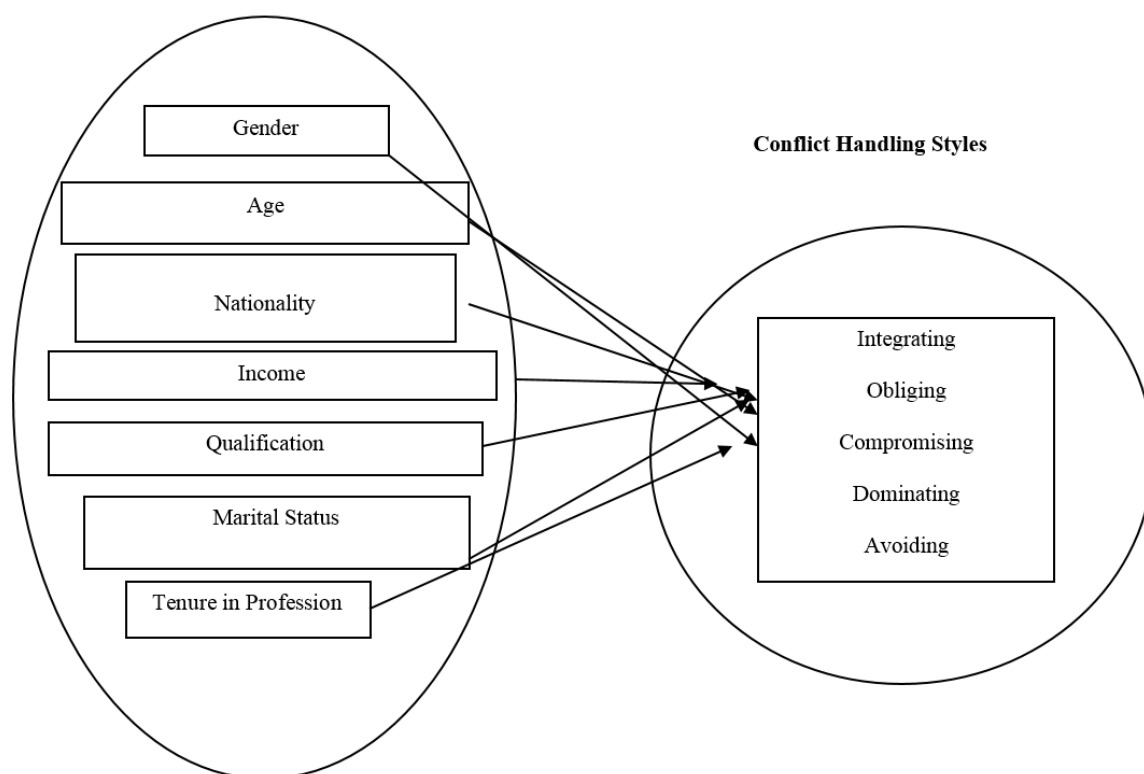 Gender
Age
Nationality
Income
Qualification
Marital Status
Tenure in Profession
Conflict Handling Styles
Integrating
Obliging
Compromising
Dominating
Avoiding